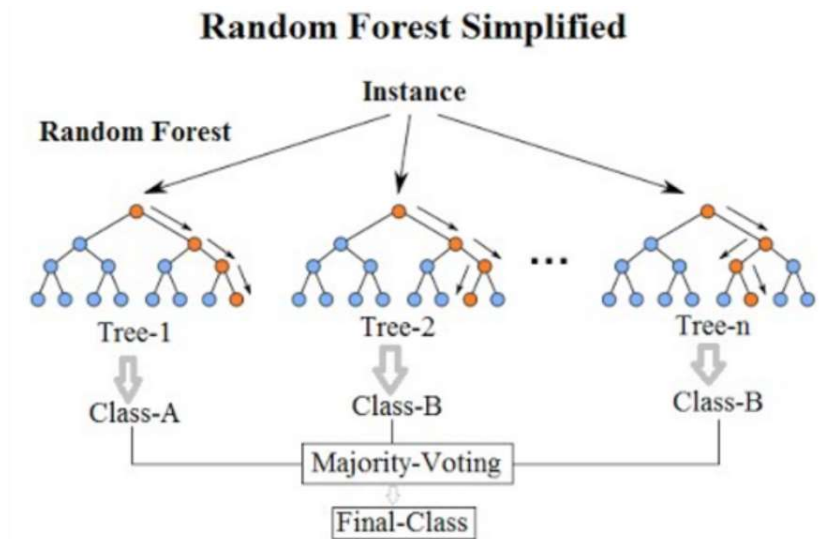 Random Forest Simplified
Instance
Random Forest
...
Tree-1 Tree-2 Tree-n
Class-A Class-B Class-B
Majority-Voting
Final-Class